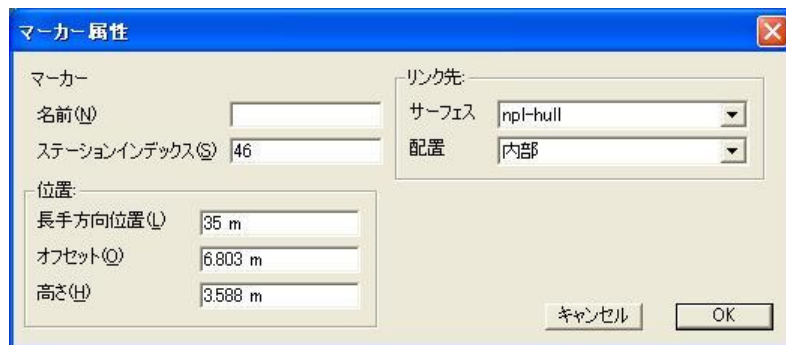 マーカー属性
マーカー
名前(N)
ステーションインデックス(S) 46
位置:
長手方向位置(L) 35 m
オフセット(O) 6.803 m
高さ(H) 3.588 m
リンク先:
サーフェス npl-hull
配置 内部
キャンセル OK